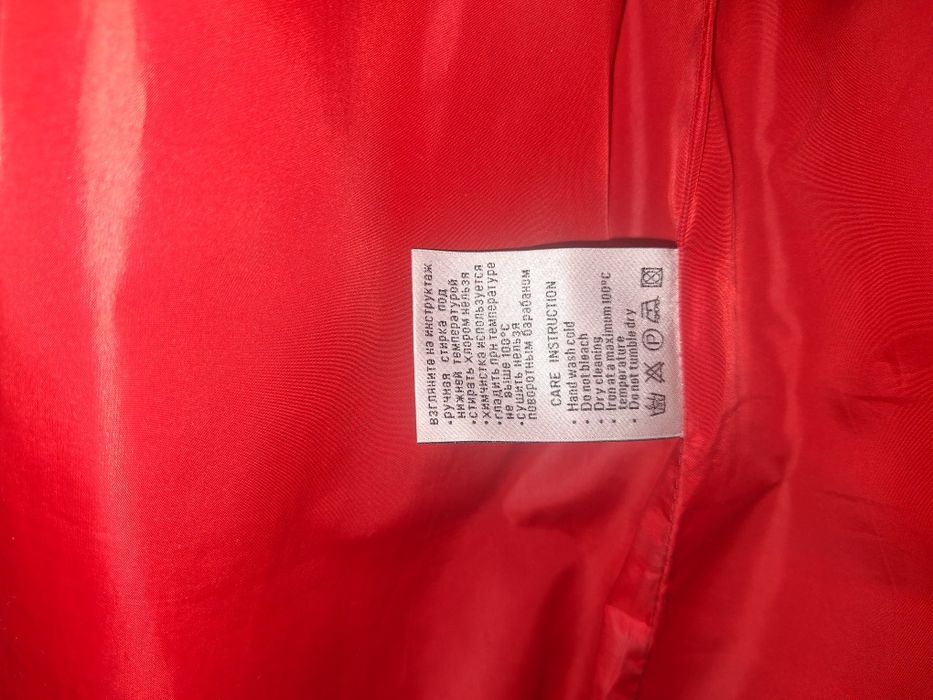 ВЗГЛЯНИТЕ НА ИНСТРУКТАЖ
•РУЧНАЯ СТИРКА ПОД
НИЖНЕЙ ТЕМПЕРАТУРОЙ
•СТИРАТЬ ХЛОРОМ НЕЛЬЗЯ
•ХИМЧИСТКА ИСПОЛЬЗУЕТСЯ
•ГЛАДИТЬ ПРН ТЕМПЕРАТУРЕ
НЕ ВЫШЕ 100°С
•СУШИТЬ НЕЛЬЗЯ
ПОВОРОТНЫМ БАРАБАНОМ
CARE INSTRUCTION
• Hand wash cold
• Do not bleach
• Dry cleaning
• Iron at a maximum 100°C
temperature
• Do not tumble dry
P